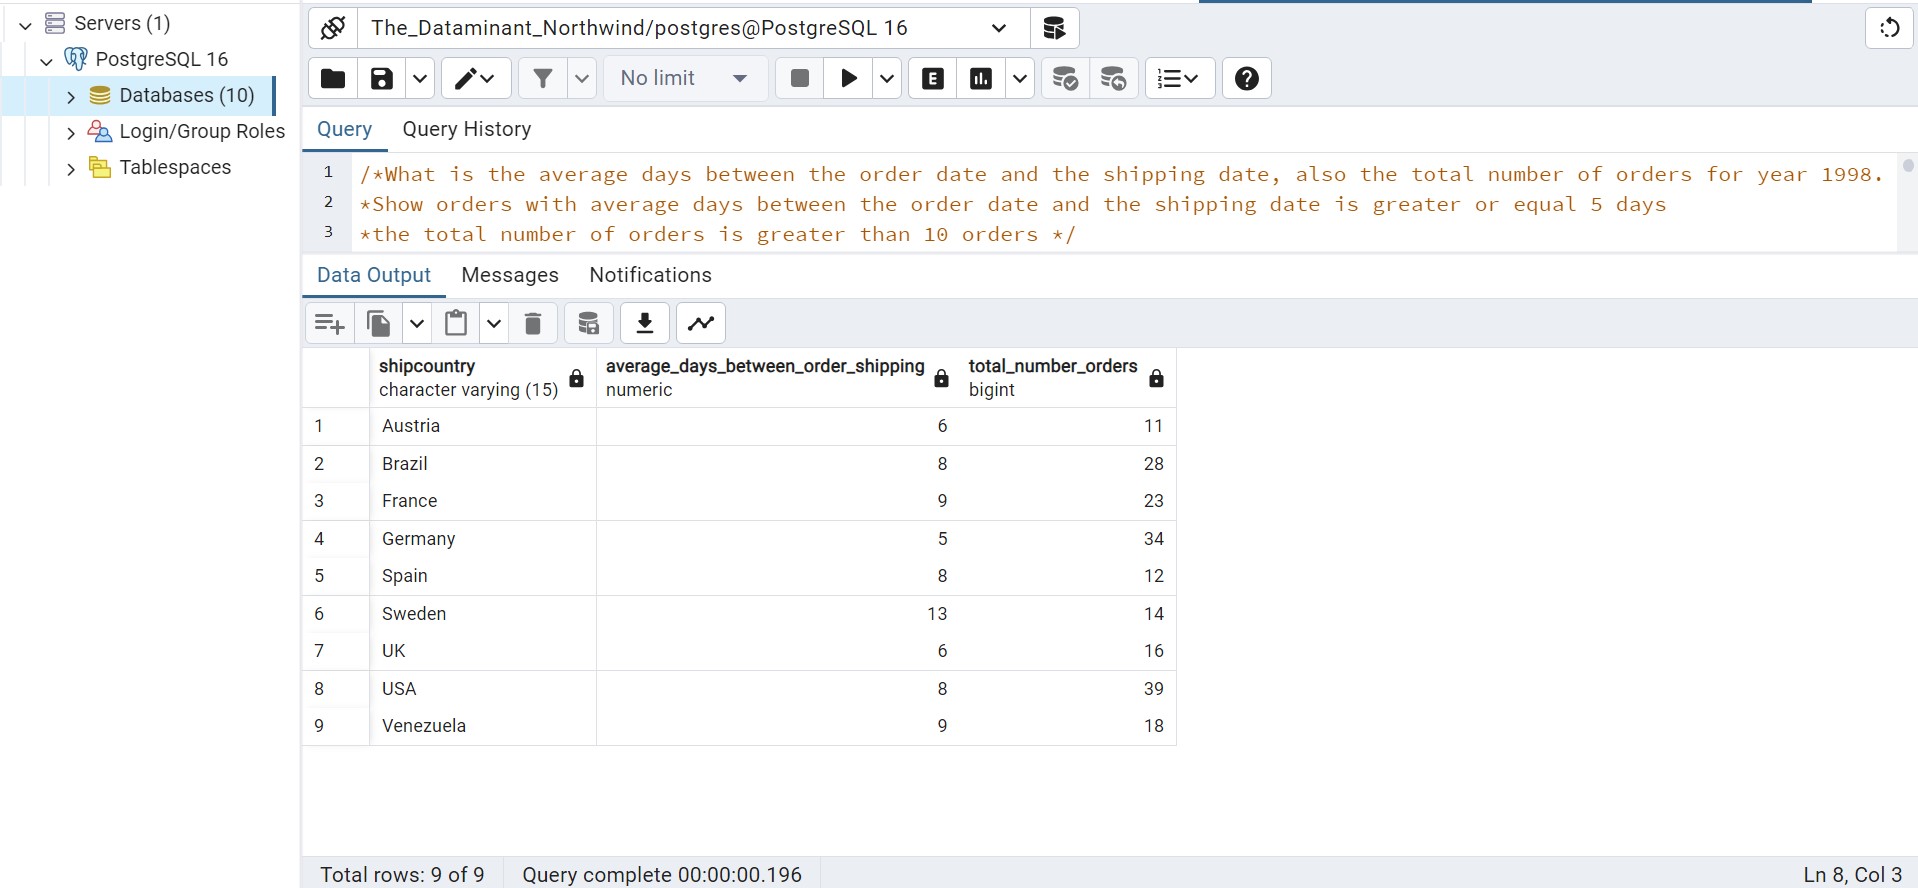 Servers (1)
PostgreSQL 16
Databases (10)
Login/Group Roles
Tablespaces
The_Dataminant_Northwind/postgres@PostgreSQL 16
No limit
E
Query Query History
1 /*What is the average days between the order date and the shipping date, also the total number of orders for year 1998.
2 *Show orders with average days between the order date and the shipping date is greater or equal 5 days
3 *the total number of orders is greater than 10 orders */
Data Output Messages Notifications
shipcountry average_days_between_order_shipping total_number_orders
character varying (15) numeric bigint
1 Austria 6 11
2 Brazil 8 28
3 France 9 23
4 Germany 5 34
5 Spain 8 12
6 Sweden 13 14
7 UK 6 16
8 USA 8 39
9 Venezuela 9 18
Total rows: 9 of 9 Query complete 00:00:00.196 Ln 8, Col 3